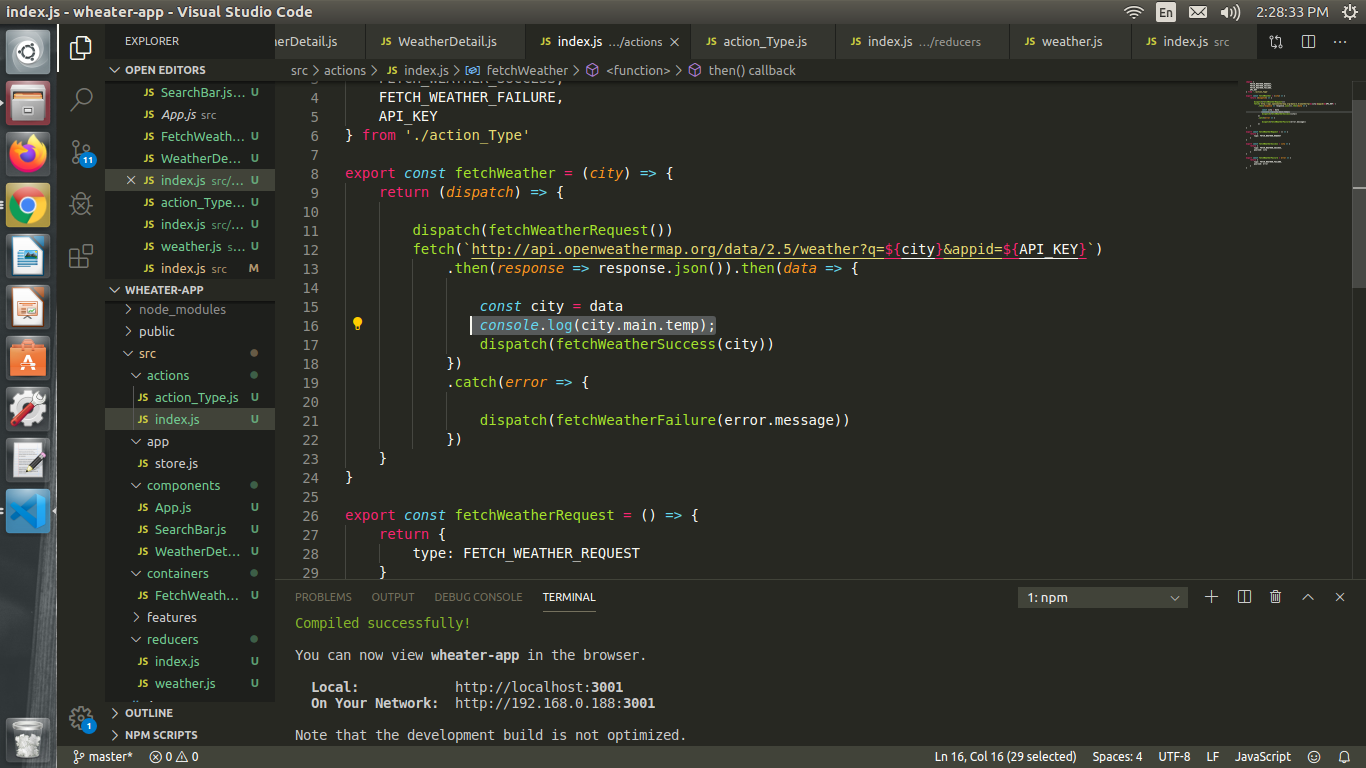 index.js - wheater-app - Visual Studio Code
En
2:28:33 PM
EXPLORER
OPEN EDITORS
JS SearchBar.js... U
JS App.js src
JS FetchWeath... U
JS WeatherDe... U
JS index.js src/... U
JS action_Type... U
JS index.js src/... U
JS weather.js s... U
JS index.js src M
WHEATER-APP
node_modules
public
src
actions
JS action_Type.js U
JS index.js U
app
JS store.js
components
JS App.js U
JS SearchBar.js U
JS WeatherDet... U
containers
JS FetchWeath... U
features
reducers
JS index.js U
JS weather.js U
OUTLINE
NPM SCRIPTS
11
1
herDetail.js
JS WeatherDetail.js
JS index.js .../actions
JS action_Type.js
JS index.js .../reducers
JS weather.js
JS index.js src
src > actions > JS index.js > fetchWeather > <function> > then() callback
3 FETCH_WEATHER_SUCCESS,
4 FETCH_WEATHER_FAILURE,
5 API_KEY
6 } from './action_Type'
7
8 export const fetchWeather = (city) => {
9 return (dispatch) => {
10
11 dispatch(fetchWeatherRequest())
12 fetch(`http://api.openweathermap.org/data/2.5/weather?q=${city}&appid=${API_KEY}`)
13 .then(response => response.json()).then(data => {
14
15 const city = data
16 console.log(city.main.temp);
17 dispatch(fetchWeatherSuccess(city))
18 })
19 .catch(error => {
20
21 dispatch(fetchWeatherFailure(error.message))
22 })
23 }
24 }
25
26 export const fetchWeatherRequest = () => {
27 return {
28 type: FETCH_WEATHER_REQUEST
29 }
PROBLEMS OUTPUT DEBUG CONSOLE TERMINAL
1: npm
Compiled successfully!
You can now view wheater-app in the browser.
Local: http://localhost:3001
On Your Network: http://192.168.0.188:3001
Note that the development build is not optimized.
master* 0 0
Ln 16, Col 16 (29 selected) Spaces: 4 UTF-8 LF JavaScript